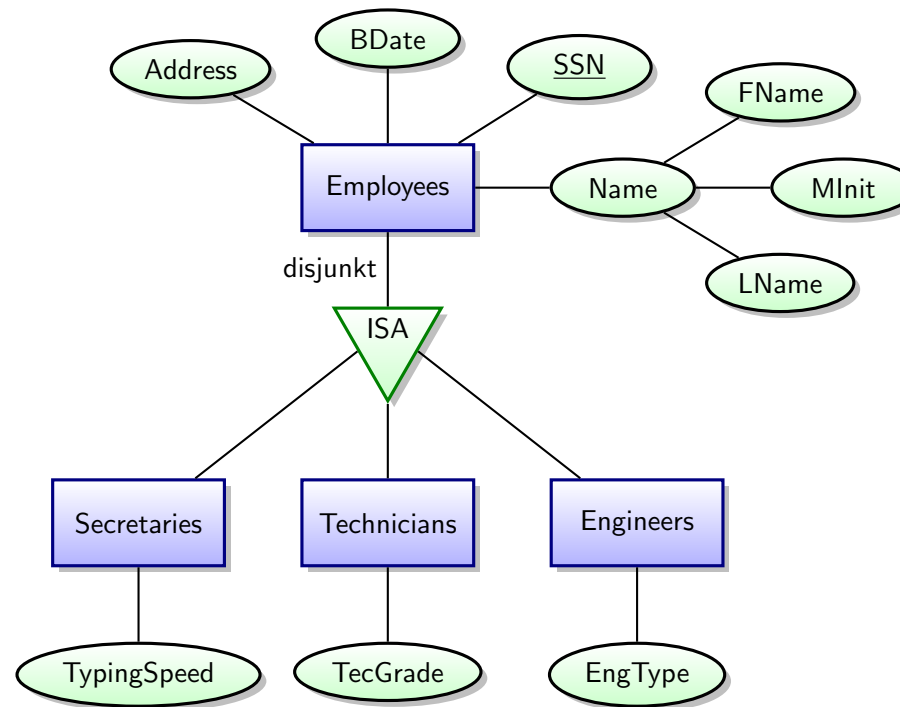 BDate
Address
SSN
FName
Employees
Name
MInit
disjunkt
LName
ISA
Secretaries
Technicians
Engineers
TypingSpeed
TecGrade
EngType